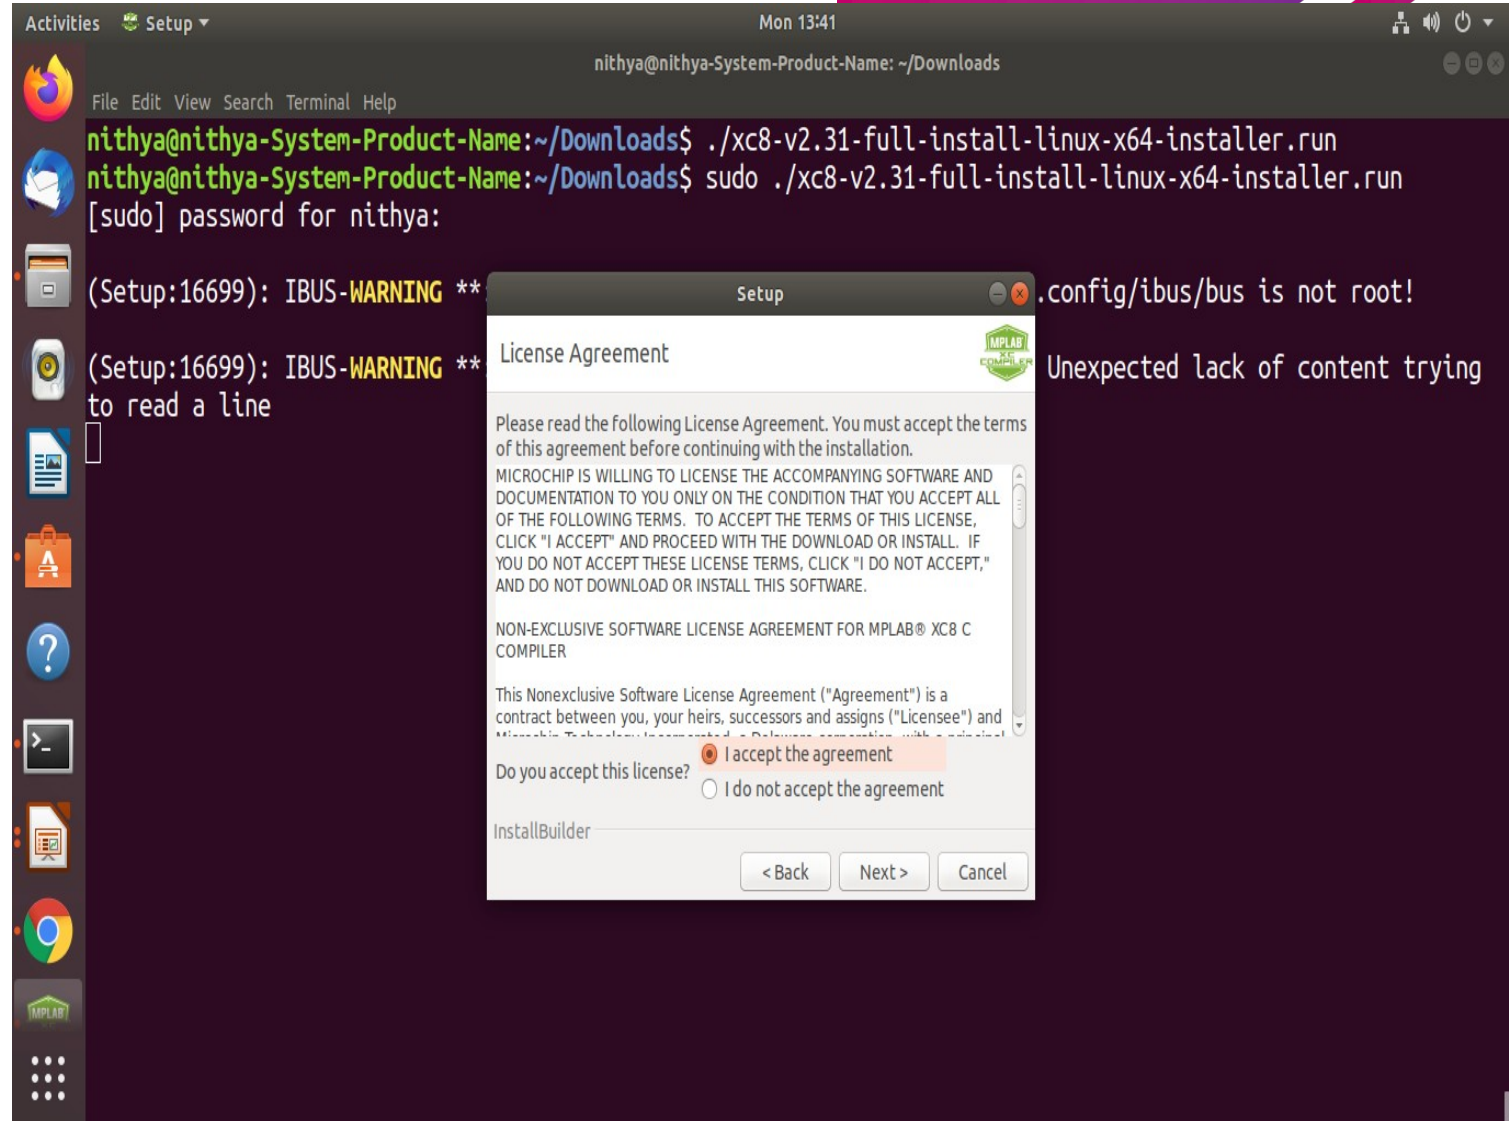 Activities Setup Mon 13:41
nithya@nithya-System-Product-Name: ~/Downloads
File Edit View Search Terminal Help
nithya@nithya-System-Product-Name:~/Downloads$ ./xc8-v2.31-full-install-linux-x64-installer.run
nithya@nithya-System-Product-Name:~/Downloads$ sudo ./xc8-v2.31-full-install-linux-x64-installer.run
[sudo] password for nithya:
(Setup:16699): IBUS-WARNING **: .config/ibus/bus is not root!
(Setup:16699): IBUS-WARNING **: Unexpected lack of content trying
to read a line
Setup
License Agreement
MPLAB
XC
COMPILER
Please read the following License Agreement. You must accept the terms
of this agreement before continuing with the installation.
MICROCHIP IS WILLING TO LICENSE THE ACCOMPANYING SOFTWARE AND
DOCUMENTATION TO YOU ONLY ON THE CONDITION THAT YOU ACCEPT ALL
OF THE FOLLOWING TERMS.  TO ACCEPT THE TERMS OF THIS LICENSE,
CLICK "I ACCEPT" AND PROCEED WITH THE DOWNLOAD OR INSTALL.  IF
YOU DO NOT ACCEPT THESE LICENSE TERMS, CLICK "I DO NOT ACCEPT,"
AND DO NOT DOWNLOAD OR INSTALL THIS SOFTWARE.
NON-EXCLUSIVE SOFTWARE LICENSE AGREEMENT FOR MPLAB® XC8 C
COMPILER
This Nonexclusive Software License Agreement ("Agreement") is a
contract between you, your heirs, successors and assigns ("Licensee") and
Microchip Technology Incorporated, a Delaware corporation, with a principal
Do you accept this license?
I accept the agreement
I do not accept the agreement
InstallBuilder
< Back Next > Cancel
MPLAB